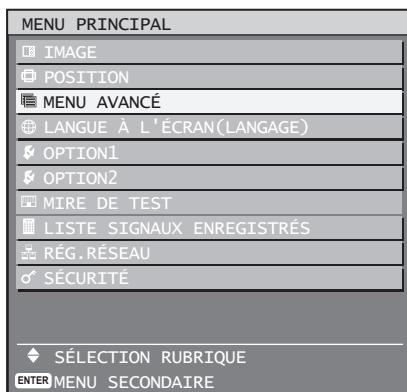 MENU PRINCIPAL
IMAGE
POSITION
MENU AVANCÉ
LANGUE À L'ÉCRAN(LANGAGE)
OPTION1
OPTION2
MIRE DE TEST
LISTE SIGNAUX ENREGISTRÉS
RÉG.RÉSEAU
SÉCURITÉ
SÉLECTION RUBRIQUE
ENTER MENU SECONDAIRE